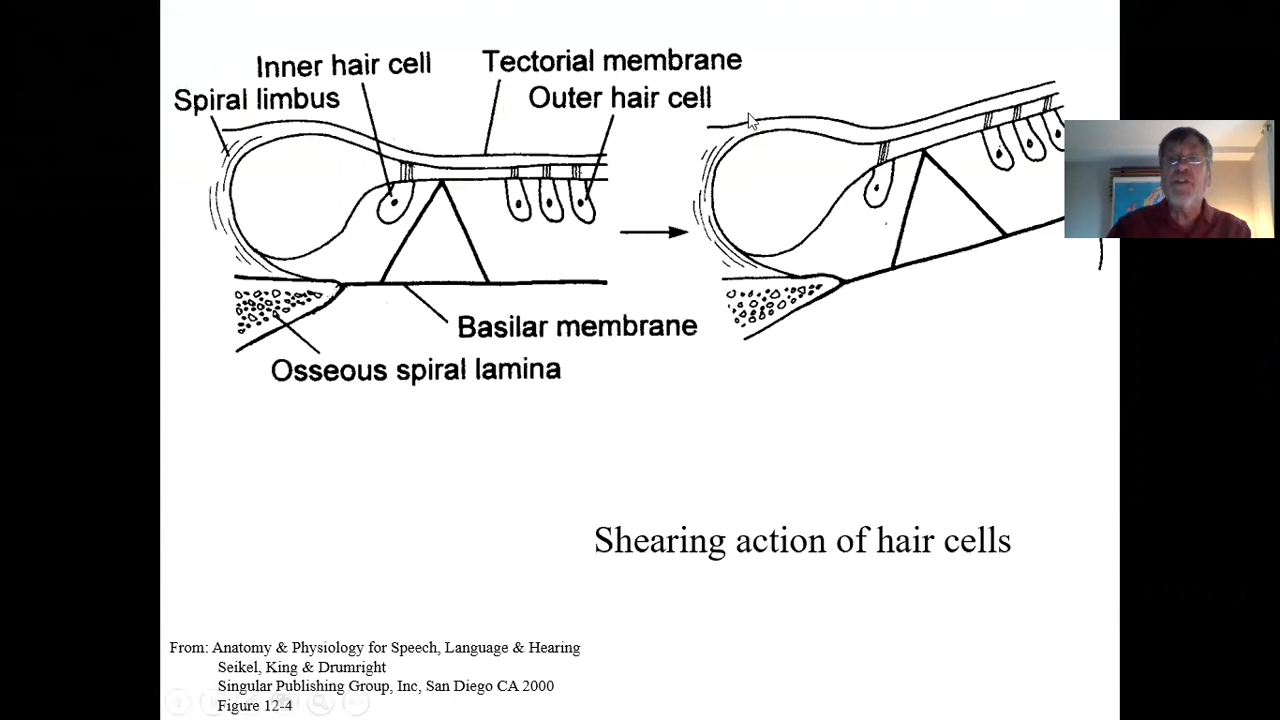 Inner hair cell
Tectorial membrane
Spiral limbus
Outer hair cell
Basilar membrane
Osseous spiral lamina
Shearing action of hair cells
From: Anatomy & Physiology for Speech, Language & Hearing
Seikel, King & Drumright
Singular Publishing Group, Inc, San Diego CA 2000
Figure 12-4